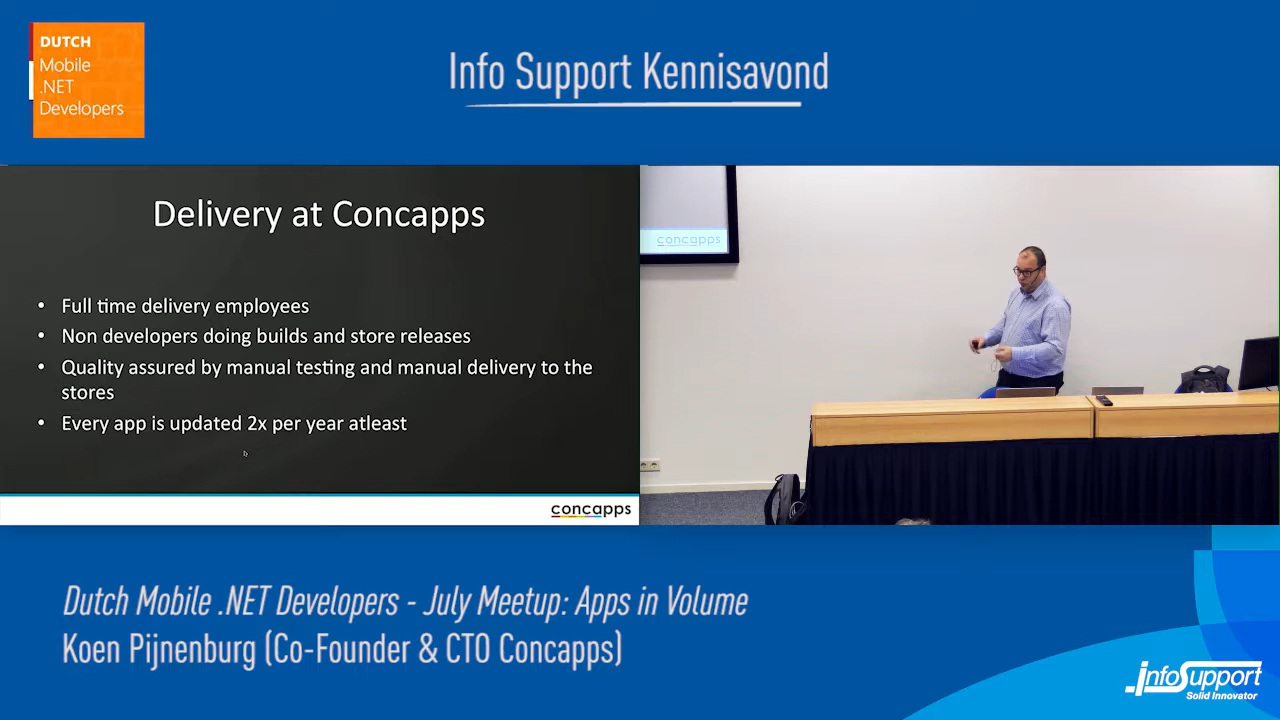 DUTCH
Mobile
.NET
Developers
Info Support Kennisavond
Delivery at Concapps
• Full time delivery employees
• Non developers doing builds and store releases
• Quality assured by manual testing and manual delivery to the
stores
• Every app is updated 2x per year atleast
concapps
concapps
Dutch Mobile .NET Developers - July Meetup: Apps in Volume
Koen Pijnenburg (Co-Founder & CTO Concapps)
InfoSupport
Solid Innovator